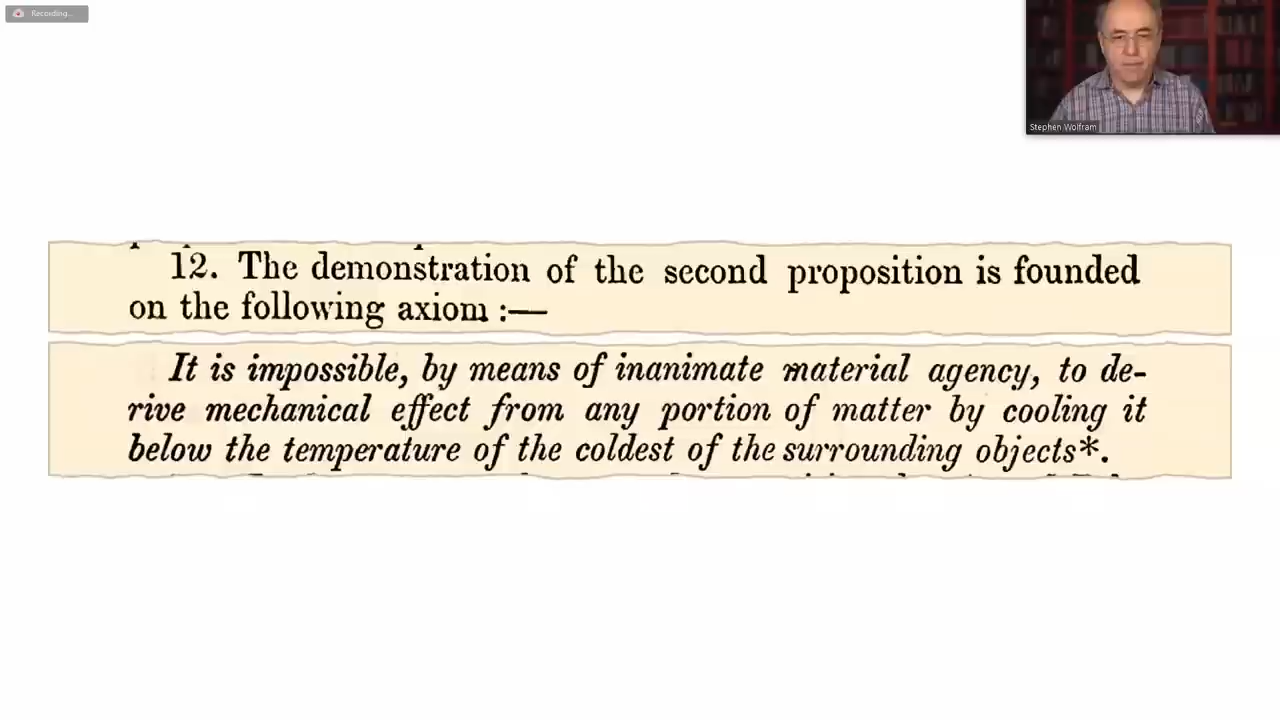 Recording...
Stephen Wolfram
12. The demonstration of the second proposition is founded
on the following axiom :—
It is impossible, by means of inanimate material agency, to de-
rive mechanical effect from any portion of matter by cooling it
below the temperature of the coldest of the surrounding objects*.